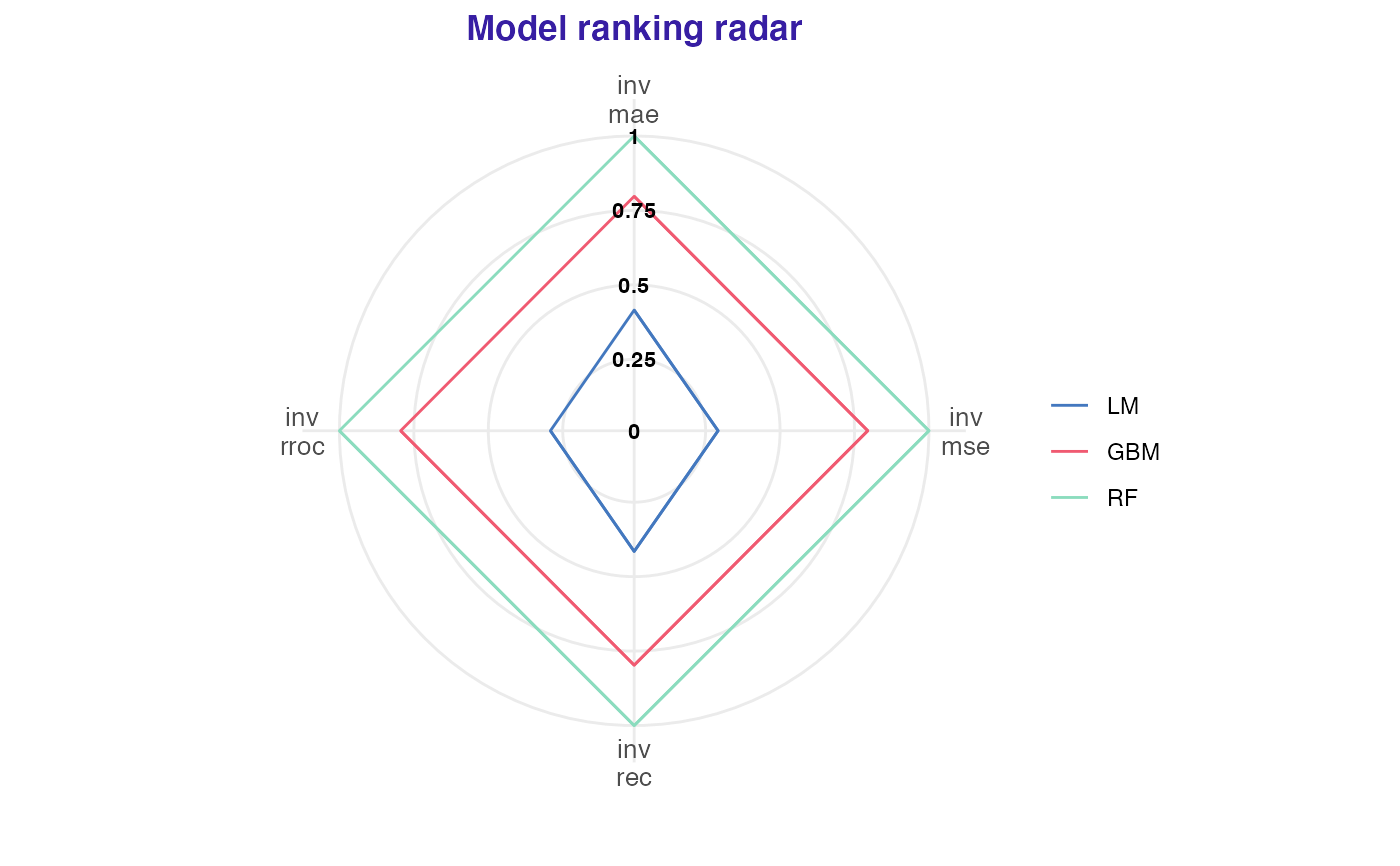 Model ranking radar
inv
mae
1
0.75
0.5
0.25
0
inv
rroc
inv
mse
inv
rec
LM
GBM
RF